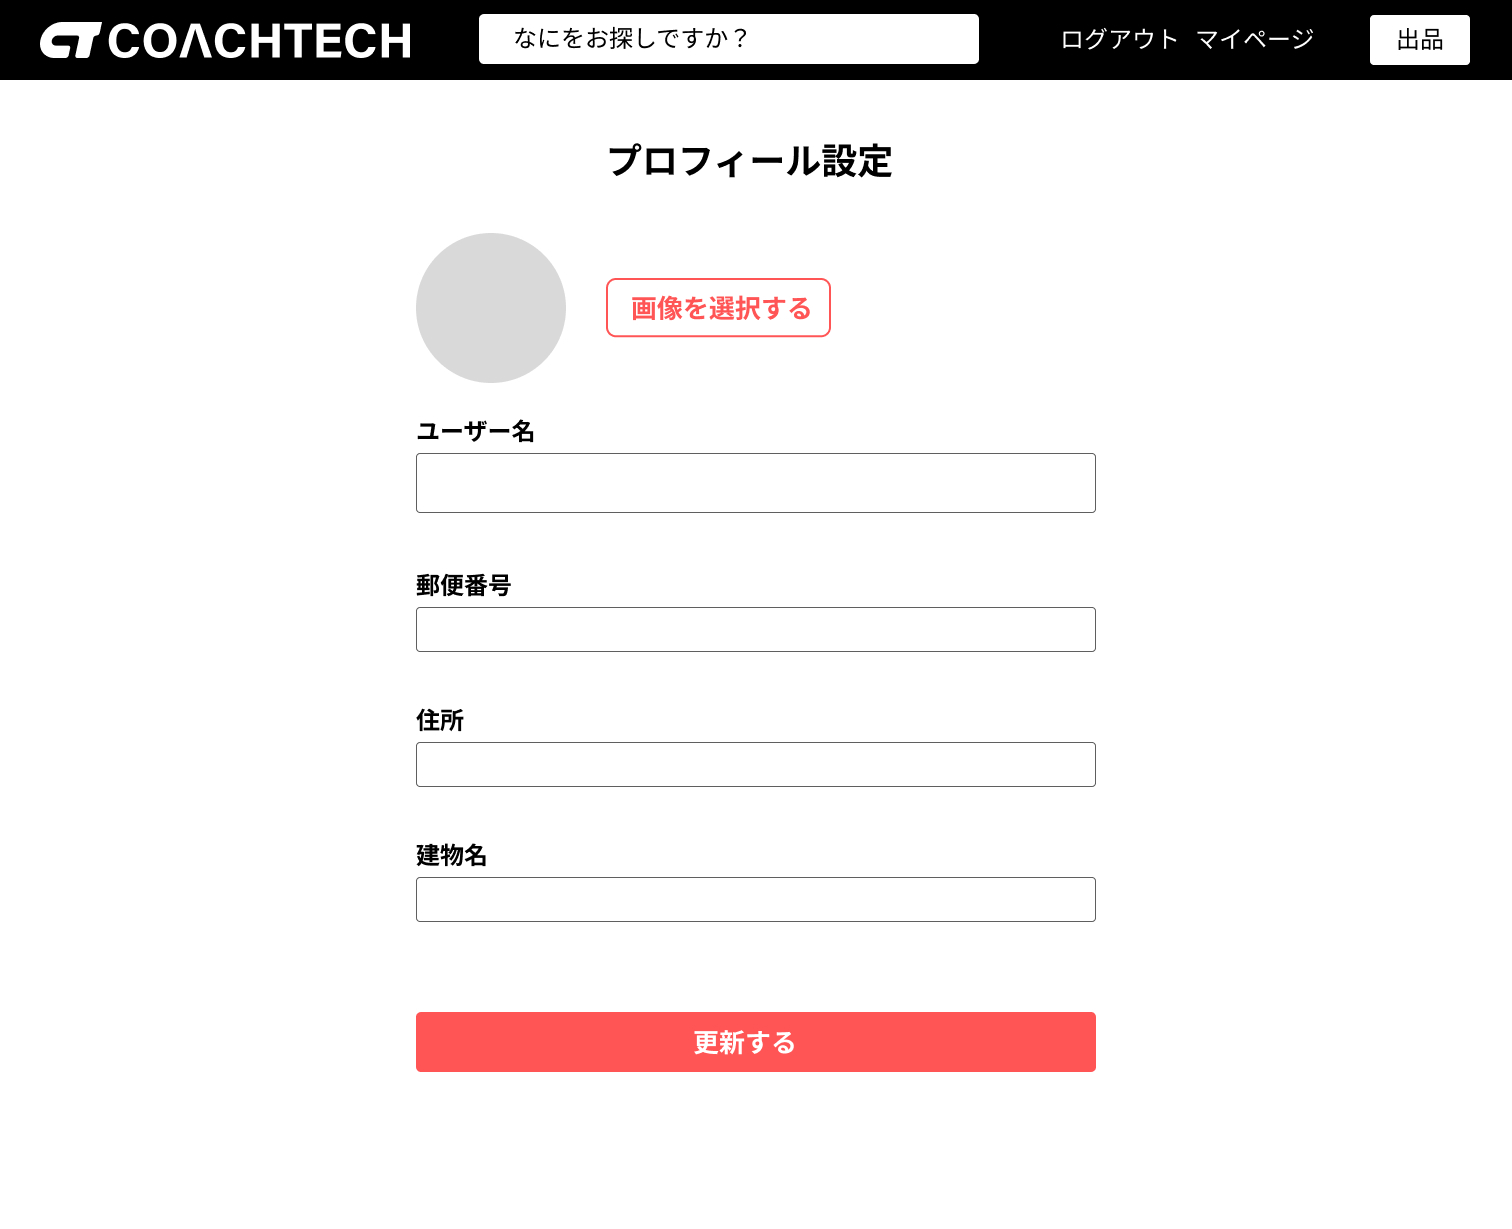 COACHTECH
なにをお探しですか？
ログアウト マイページ
出品
プロフィール設定
画像を選択する
ユーザー名
郵便番号
住所
建物名
更新する